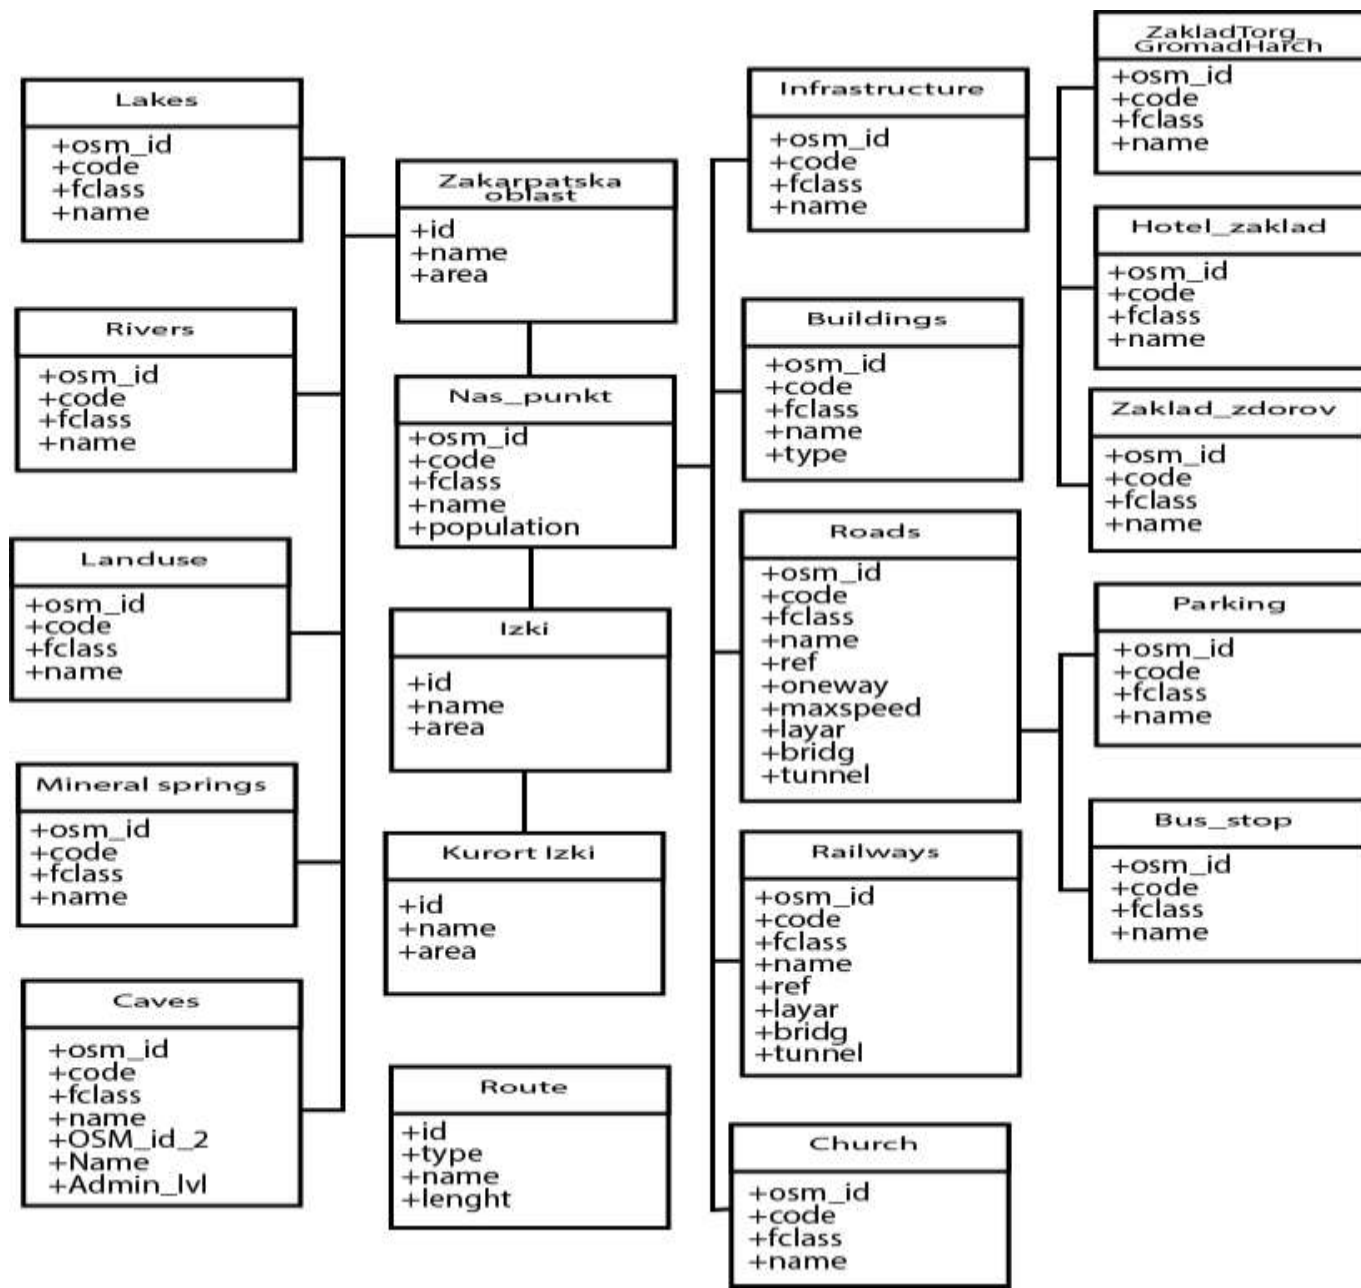 Lakes
+osm_id
+code
+fclass
+name
Rivers
+osm_id
+code
+fclass
+name
Landuse
+osm_id
+code
+fclass
+name
Mineral springs
+osm_id
+code
+fclass
+name
Caves
+osm_id
+code
+fclass
+name
+OSM_id_2
+Name
+Admin_lvl
Zakarpatska
oblast
+id
+name
+area
Nas_punkt
+osm_id
+code
+fclass
+name
+population
Izki
+id
+name
+area
Kurort Izki
+id
+name
+area
Route
+id
+type
+name
+lenght
Infrastructure
+osm_id
+code
+fclass
+name
Buildings
+osm_id
+code
+fclass
+name
+type
Roads
+osm_id
+code
+fclass
+name
+ref
+oneway
+maxspeed
+layar
+bridg
+tunnel
Railways
+osm_id
+code
+fclass
+name
+ref
+layar
+bridg
+tunnel
Church
+osm_id
+code
+fclass
+name
ZakladTorg_
GromadHarch
+osm_id
+code
+fclass
+name
Hotel_zaklad
+osm_id
+code
+fclass
+name
Zaklad_zdorov
+osm_id
+code
+fclass
+name
Parking
+osm_id
+code
+fclass
+name
Bus_stop
+osm_id
+code
+fclass
+name